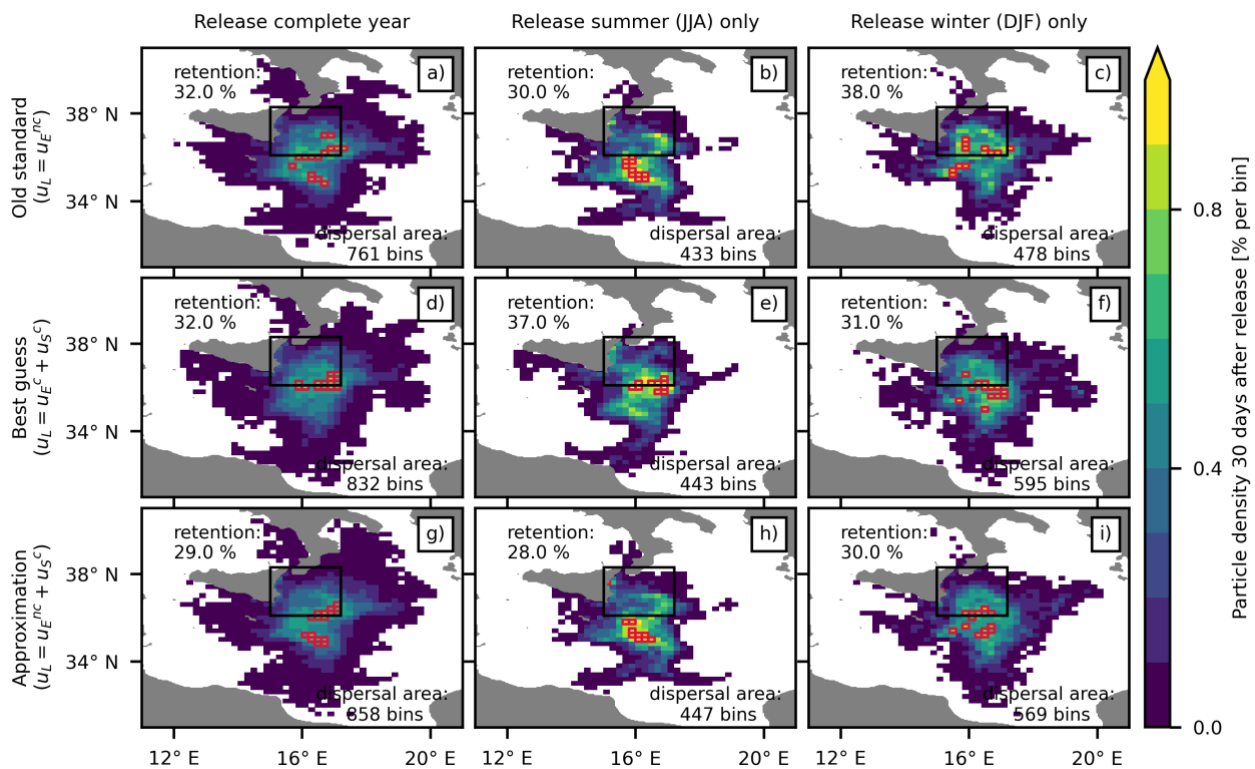 Release complete year
Release summer (JJA) only
Release winter (DJF) only
Old standard
(u_L = u_E^{nc})
a)
retention:
32.0 %
dispersal area:
761 bins
b)
retention:
30.0 %
dispersal area:
433 bins
c)
retention:
38.0 %
dispersal area:
478 bins
38° N
34° N
Best guess
(u_L = u_E^c + u_S^c)
d)
retention:
32.0 %
dispersal area:
832 bins
e)
retention:
37.0 %
dispersal area:
443 bins
f)
retention:
31.0 %
dispersal area:
595 bins
38° N
34° N
Approximation
(u_L = u_E^{nc} + u_S^c)
g)
retention:
29.0 %
dispersal area:
858 bins
h)
retention:
28.0 %
dispersal area:
447 bins
i)
retention:
30.0 %
dispersal area:
569 bins
38° N
34° N
12° E
16° E
20° E
12° E
16° E
20° E
12° E
16° E
20° E
0.8
0.4
0.0
Particle density 30 days after release [% per bin]